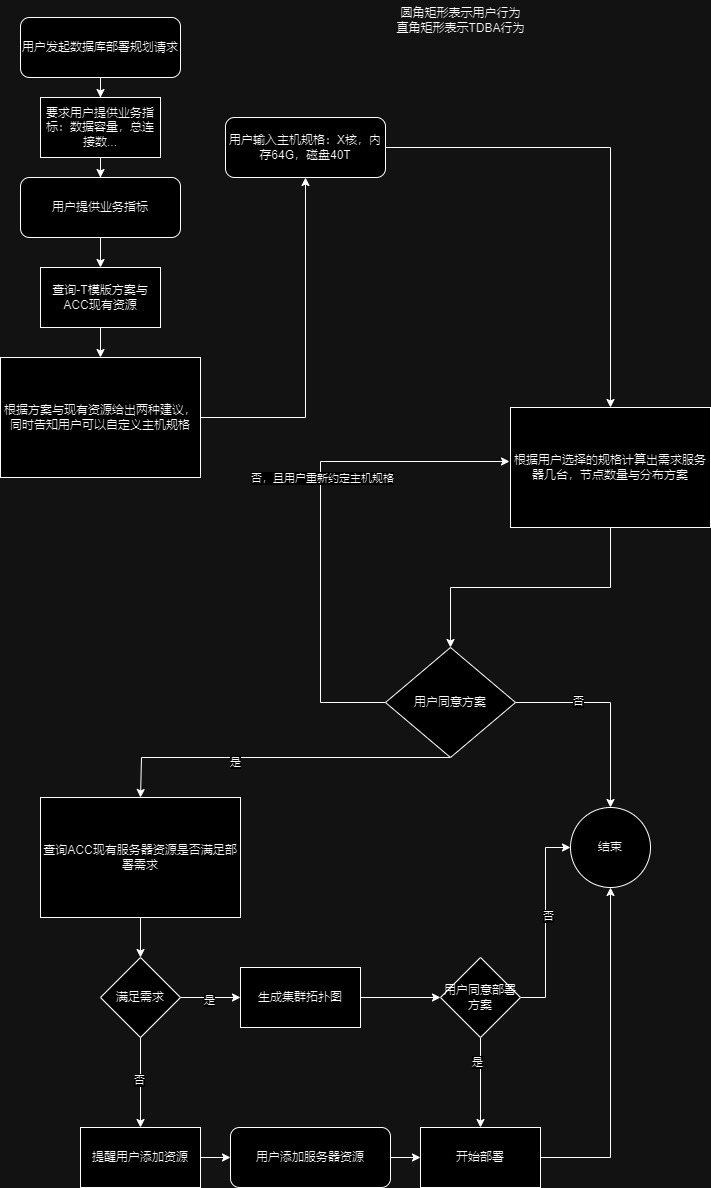 圆角矩形表示用户行为
直角矩形表示TDBA行为
用户发起数据库部署规划请求
要求用户提供业务指
标：数据容量，总连
接数...
用户提供业务指标
查询-T模版方案与
ACC现有资源
根据方案与现有资源给出两种建议，
同时告知用户可以自定义主机规格
用户输入主机规格：X核，内
存64G，磁盘40T
根据用户选择的规格计算出需求服务
器几台，节点数量与分布方案
否，且用户重新约定主机规格
用户同意方案
否
是
查询ACC现有服务器资源是否满足部
署需求
结束
满足需求
是
生成集群拓扑图
用户同意部署
方案
否
否
是
提醒用户添加资源
用户添加服务器资源
开始部署